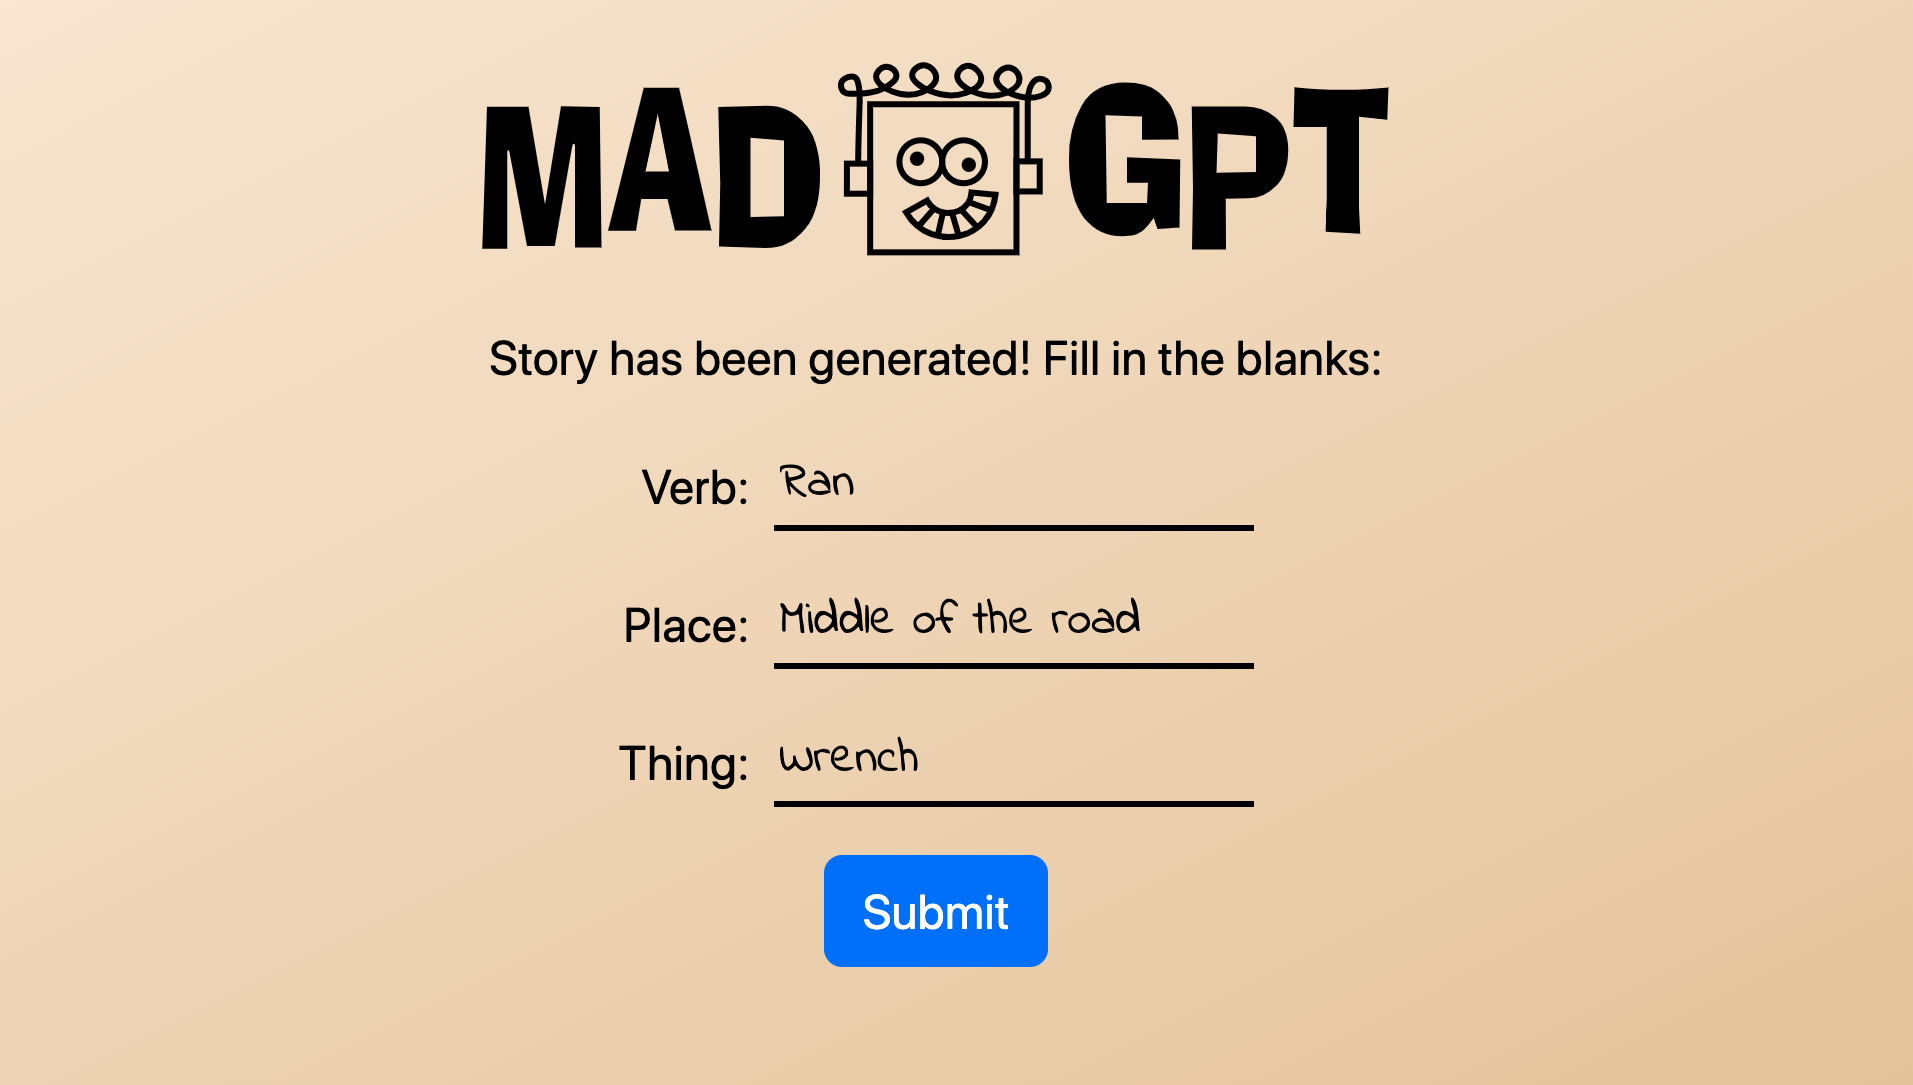 MAD GPT
Story has been generated! Fill in the blanks:
Verb: Ran
Place: Middle of the road
Thing: wrench
Submit